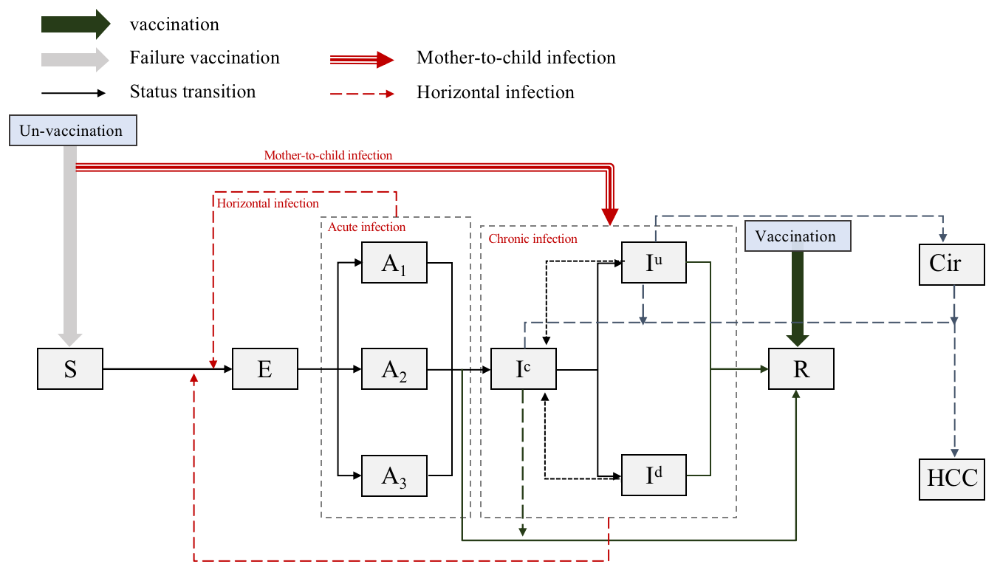 vaccination
Failure vaccination
Mother-to-child infection
Status transition
Horizontal infection
Un-vaccination
Mother-to-child infection
Horizontal infection
Acute infection
Chronic infection
Vaccination
A₁
Iᵘ
Cir
S
E
A₂
Iᶜ
R
A₃
Iᵈ
HCC